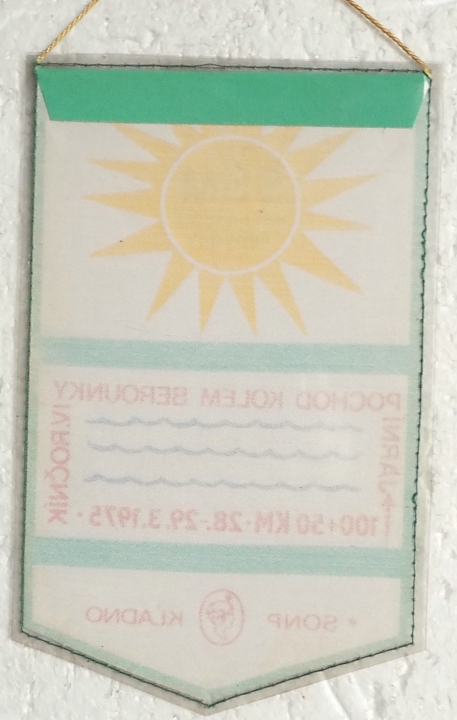 JARNÍ
POCHOD KOLEM BEROUNKY
IV. ROČNÍK
100+50 KM · 28.-29.3.1975 ·
* SONP KLADNO